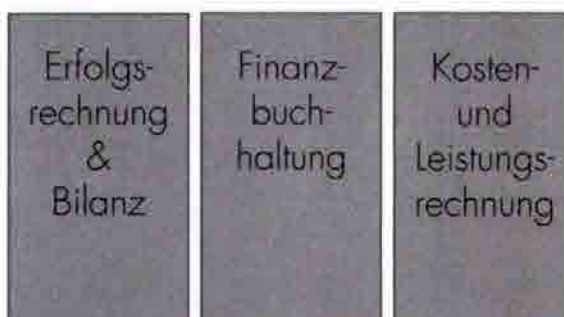 Erfolgs-
rechnung
&
Bilanz
Finanz-
buch-
haltung
Kosten-
und
Leistungs-
rechnung